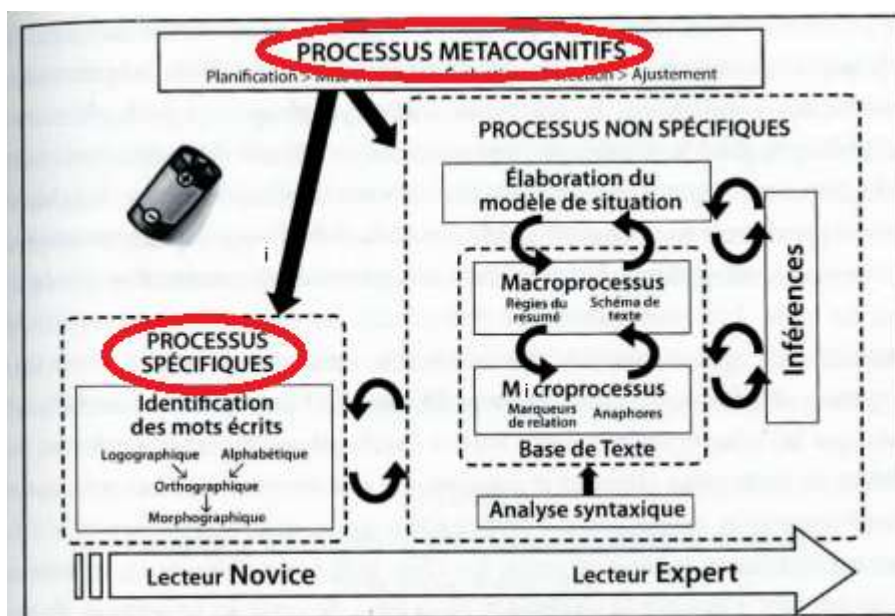 PROCESSUS METACOGNITIFS
Planification > Ajustement
PROCESSUS NON SPÉCIFIQUES
Élaboration du
modèle de situation
Macroprocessus
Règles du
résumé
Schéma de
texte
Inférences
i
PROCESSUS
SPÉCIFIQUES
Identification
des mots écrits
Logographique Alphabétique
Orthographique
Morphographique
Microprocessus
Marqueurs
de relation
Anaphores
Base de Texte
Analyse syntaxique
Lecteur Novice
Lecteur Expert